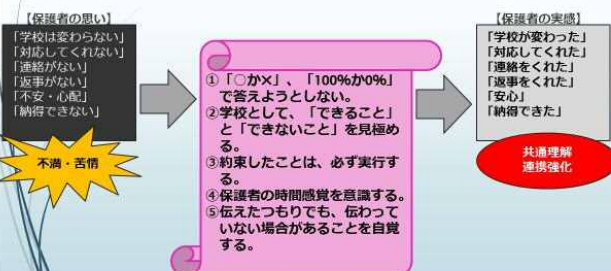 【保護者の思い】
「学校は変わらない」
「対応してくれない」
「連絡がない」
「返事がない」
「不安・心配」
「納得できない」
不満・苦情
①「○か×」、「100%か0%」
で答えようとしない。
②学校として、「できること」
と「できないこと」を見極め
る。
③約束したことは、必ず実行す
る。
④保護者の時間感覚を意識する。
⑤伝えたつもりでも、伝わって
いない場合があることを自覚
する。
【保護者の実感】
「学校が変わった」
「対応してくれた」
「連絡をくれた」
「返事をくれた」
「安心」
「納得できた」
共通理解
連携強化